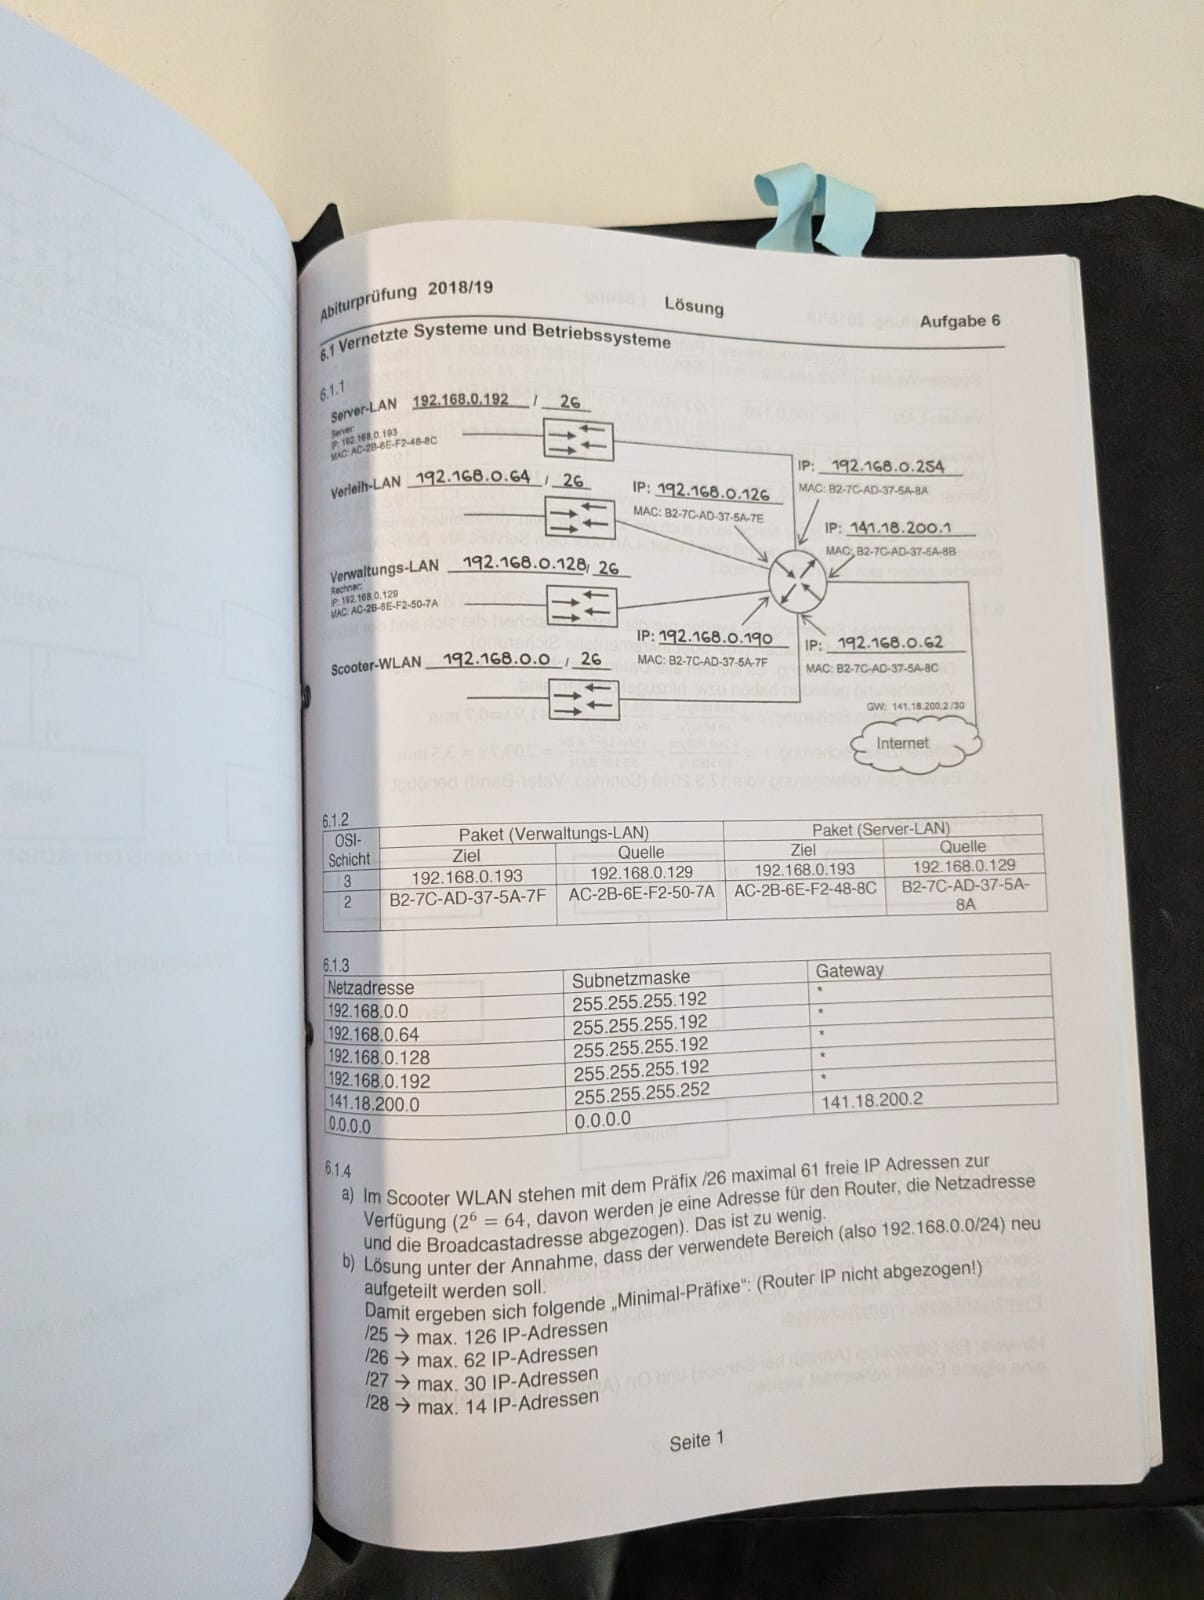 Abiturprüfung 2018/19 Lösung Aufgabe 6
6.1 Vernetzte Systeme und Betriebssysteme
6.1.1
Server-LAN 192.168.0.192 / 26
Server:
IP: 192.168.0.193
MAC: AC-2B-6E-F2-48-8C
IP: 192.168.0.254
MAC: B2-7C-AD-37-5A-8A
Verleih-LAN 192.168.0.64 / 26
IP: 192.168.0.126
MAC: B2-7C-AD-37-5A-7E
IP: 141.18.200.1
MAC: B2-7C-AD-37-5A-8B
Verwaltungs-LAN 192.168.0.128/ 26
Rechner:
IP: 192.168.0.129
MAC: AC-2B-6E-F2-50-7A
IP: 192.168.0.190
MAC: B2-7C-AD-37-5A-7F
IP: 192.168.0.62
MAC: B2-7C-AD-37-5A-8C
Scooter-WLAN 192.168.0.0 / 26
GW: 141.18.200.2 /30
Internet
6.1.2
OSI-Schicht Paket (Verwaltungs-LAN) Paket (Server-LAN)
Ziel Quelle Ziel Quelle
3 192.168.0.193 192.168.0.129 192.168.0.193 192.168.0.129
2 B2-7C-AD-37-5A-7F AC-2B-6E-F2-50-7A AC-2B-6E-F2-48-8C B2-7C-AD-37-5A-8A
6.1.3
Netzadresse Subnetzmaske Gateway
192.168.0.0 255.255.255.192 *
192.168.0.64 255.255.255.192 *
192.168.0.128 255.255.255.192 *
192.168.0.192 255.255.255.192 *
141.18.200.0 255.255.255.252 *
0.0.0.0 0.0.0.0 141.18.200.2
6.1.4
a) Im Scooter WLAN stehen mit dem Präfix /26 maximal 61 freie IP Adressen zur
Verfügung (2⁶ = 64, davon werden je eine Adresse für den Router, die Netzadresse
und die Broadcastadresse abgezogen). Das ist zu wenig.
b) Lösung unter der Annahme, dass der verwendete Bereich (also 192.168.0.0/24) neu
aufgeteilt werden soll.
Damit ergeben sich folgende „Minimal-Präfixe“: (Router IP nicht abgezogen!)
/25 → max. 126 IP-Adressen
/26 → max. 62 IP-Adressen
/27 → max. 30 IP-Adressen
/28 → max. 14 IP-Adressen
Seite 1